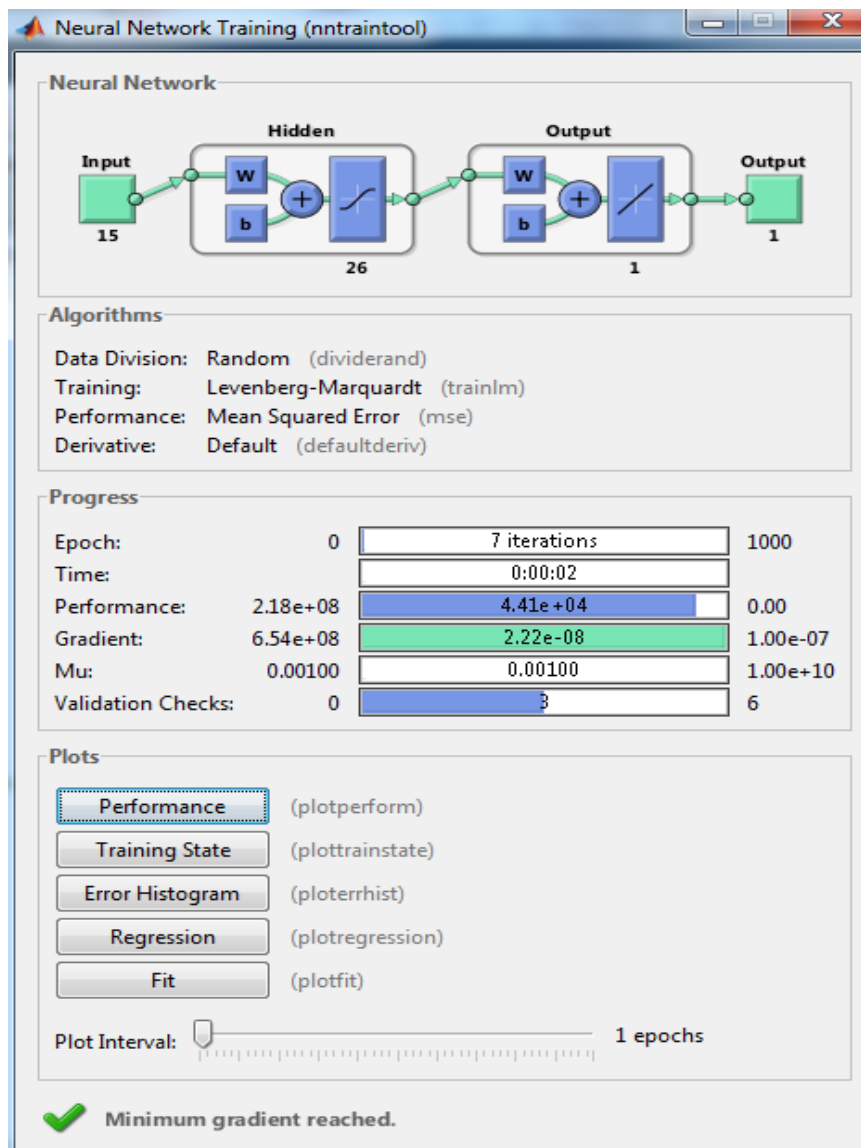 Neural Network Training (nntraintool)
Neural Network
Hidden Output
Input Output
W b + W b +
15 26 1 1
Algorithms
Data Division: Random (dividerand)
Training: Levenberg-Marquardt (trainlm)
Performance: Mean Squared Error (mse)
Derivative: Default (defaultderiv)
Progress
Epoch: 0 7 iterations 1000
Time: 0:00:02
Performance: 2.18e+08 4.41e+04 0.00
Gradient: 6.54e+08 2.22e-08 1.00e-07
Mu: 0.00100 0.00100 1.00e+10
Validation Checks: 0 3 6
Plots
Performance (plotperform)
Training State (plottrainstate)
Error Histogram (ploterrhist)
Regression (plotregression)
Fit (plotfit)
Plot Interval: 1 epochs
Minimum gradient reached.